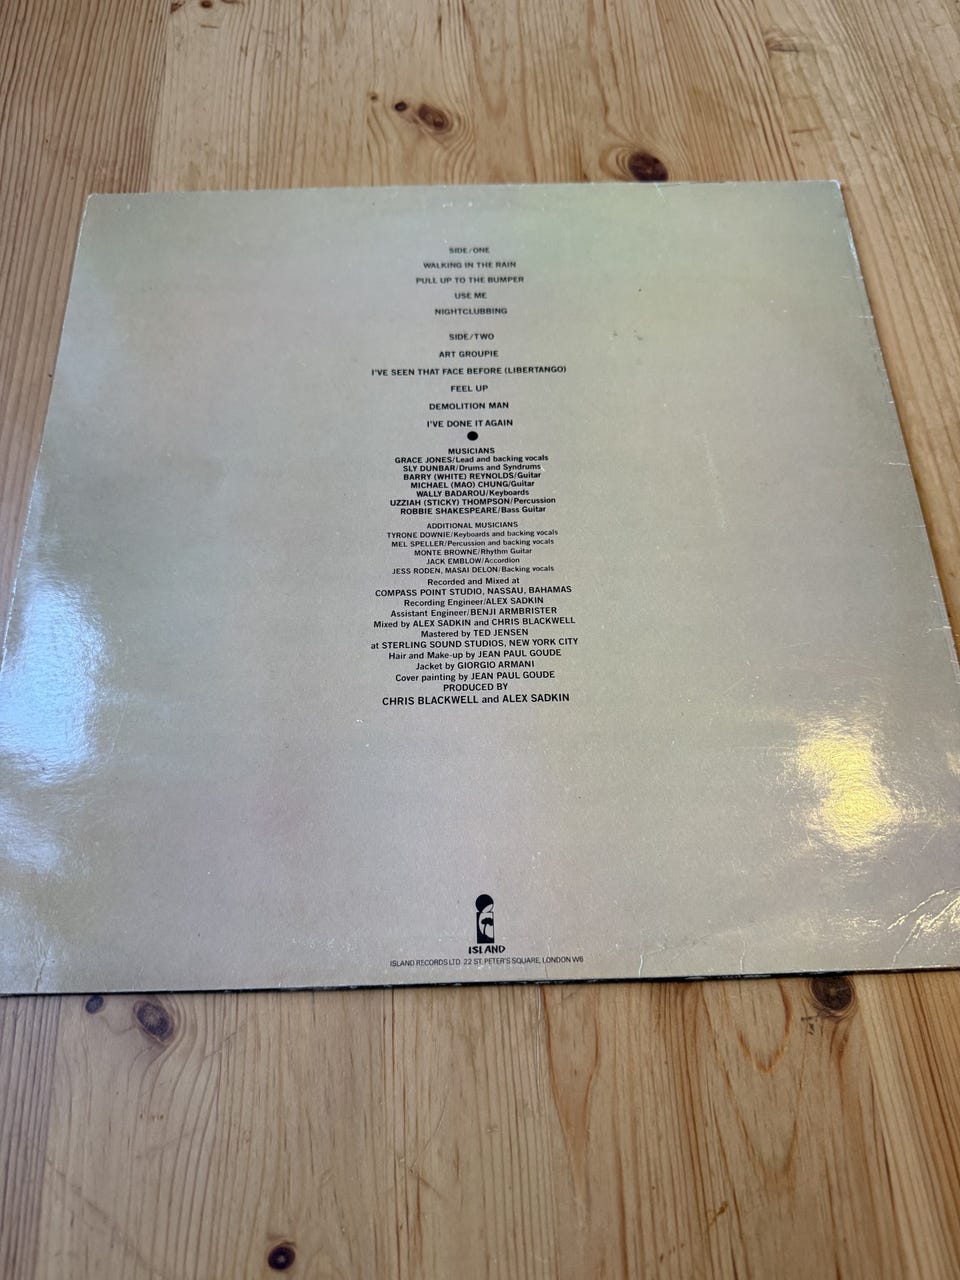 SIDE/ONE
WALKING IN THE RAIN
PULL UP TO THE BUMPER
USE ME
NIGHTCLUBBING
SIDE/TWO
ART GROUPIE
I'VE SEEN THAT FACE BEFORE (LIBERTANGO)
FEEL UP
DEMOLITION MAN
I'VE DONE IT AGAIN
MUSICIANS
GRACE JONES/Lead and backing vocals
SLY DUNBAR/Drums and Syndrums
BARRY (WHITE) REYNOLDS/Guitar
MICHAEL (MAO) CHUNG/Guitar
WALLY BADAROU/Keyboards
UZZIAH (STICKY) THOMPSON/Percussion
ROBBIE SHAKESPEARE/Bass Guitar
ADDITIONAL MUSICIANS
TYRONE DOWNIE/Keyboards and backing vocals
MEL SPELLER/Percussion and backing vocals
MONTE BROWNE/Rhythm Guitar
JACK EMBLOW/Accordion
JESS RODEN, MASAI DELON/Backing vocals
Recorded and Mixed at
COMPASS POINT STUDIO, NASSAU, BAHAMAS
Recording Engineer/ALEX SADKIN
Assistant Engineer/BENJI ARMBRISTER
Mixed by ALEX SADKIN and CHRIS BLACKWELL
Mastered by TED JENSEN
at STERLING SOUND STUDIOS, NEW YORK CITY
Hair and Make-up by JEAN PAUL GOUDE
Jacket by GIORGIO ARMANI
Cover painting by JEAN PAUL GOUDE
PRODUCED BY
CHRIS BLACKWELL and ALEX SADKIN
ISLAND
ISLAND RECORDS LTD 22 ST. PETER'S SQUARE, LONDON W6